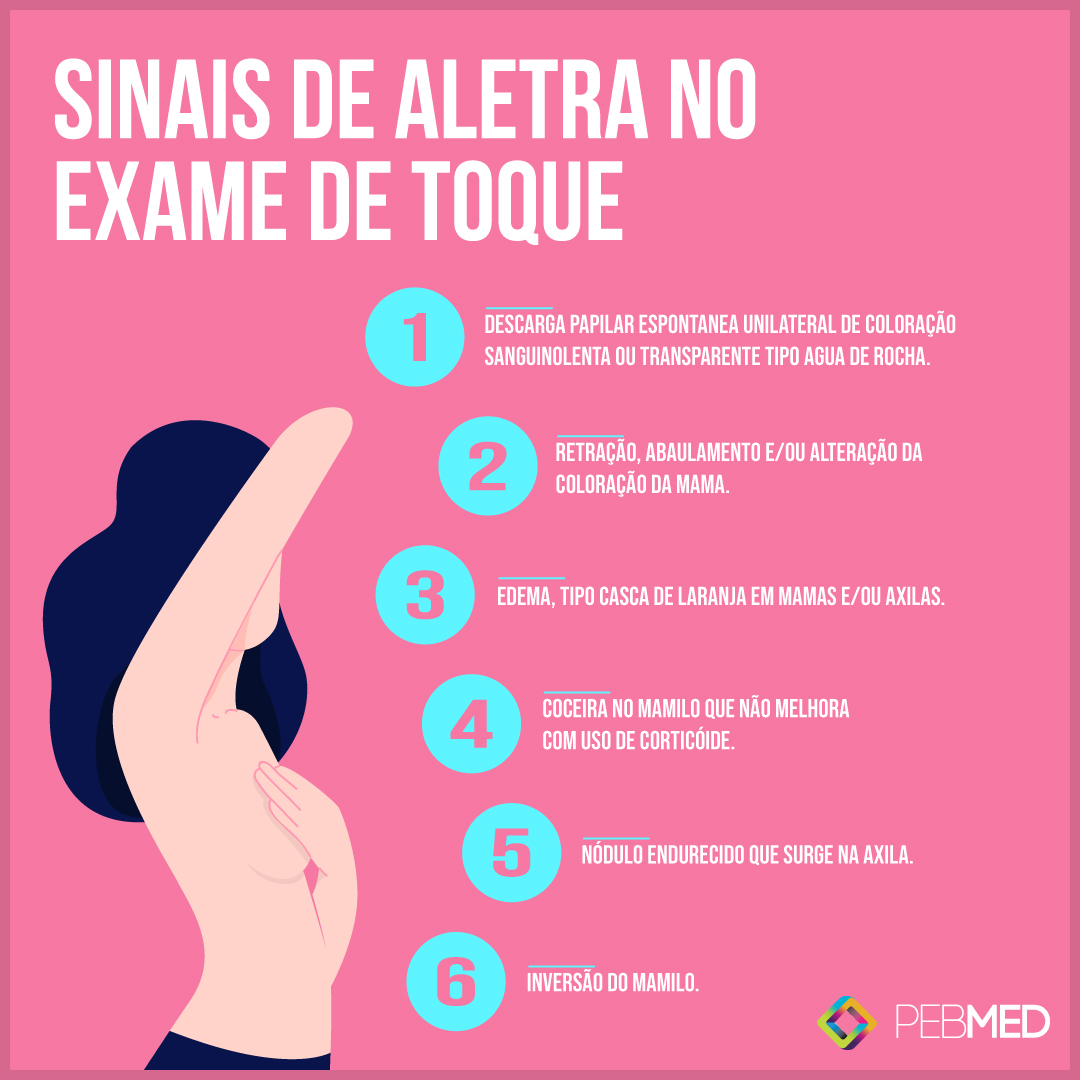 SINAIS DE ALETRA NO
EXAME DE TOQUE
1
DESCARGA PAPILAR ESPONTANEA UNILATERAL DE COLORAÇÃO
SANGUINOLENTA OU TRANSPARENTE TIPO AGUA DE ROCHA.
2
RETRAÇÃO, ABAULAMENTO E/OU ALTERAÇÃO DA
COLORAÇÃO DA MAMA.
3
EDEMA, TIPO CASCA DE LARANJA EM MAMAS E/OU AXILAS.
4
COCEIRA NO MAMILO QUE NÃO MELHORA
COM USO DE CORTICÓIDE.
5
NÓDULO ENDURECIDO QUE SURGE NA AXILA.
6
INVERSÃO DO MAMILO.
PEBMED